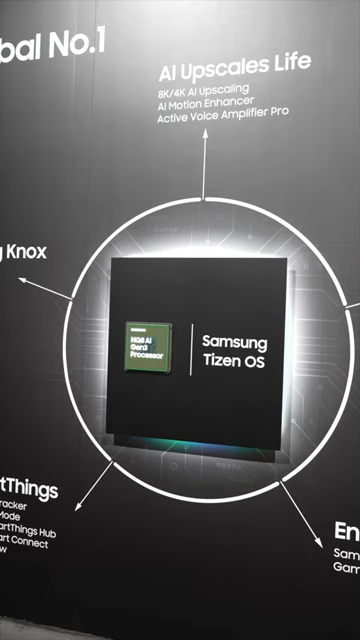 bal No.1
AI Upscales Life
8K/4K AI Upscaling
AI Motion Enhancer
Active Voice Amplifier Pro
g Knox
SAMSUNG
NQ8 AI
Gen3
Processor
Samsung
Tizen OS
rtThings
racker
Mode
artThings Hub
art Connect
w
En
Sam
Gam